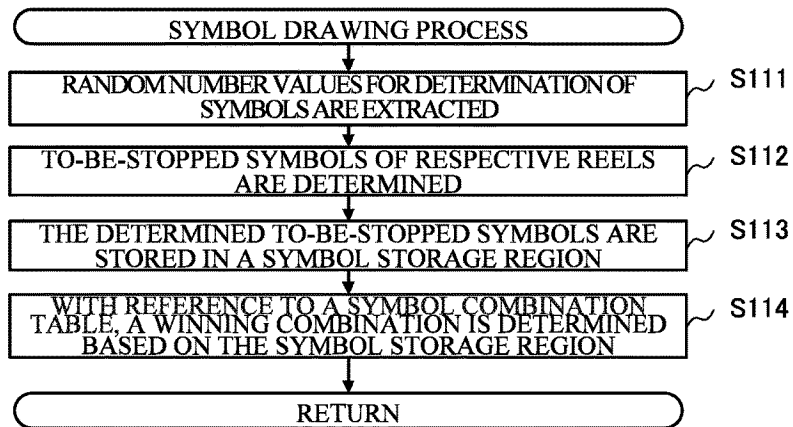 SYMBOL DRAWING PROCESS
RANDOM NUMBER VALUES FOR DETERMINATION OF
SYMBOLS ARE EXTRACTED
S111
TO-BE-STOPPED SYMBOLS OF RESPECTIVE REELS
ARE DETERMINED
S112
THE DETERMINED TO-BE-STOPPED SYMBOLS ARE
STORED IN A SYMBOL STORAGE REGION
S113
WITH REFERENCE TO A SYMBOL COMBINATION
TABLE, A WINNING COMBINATION IS DETERMINED
BASED ON THE SYMBOL STORAGE REGION
S114
RETURN